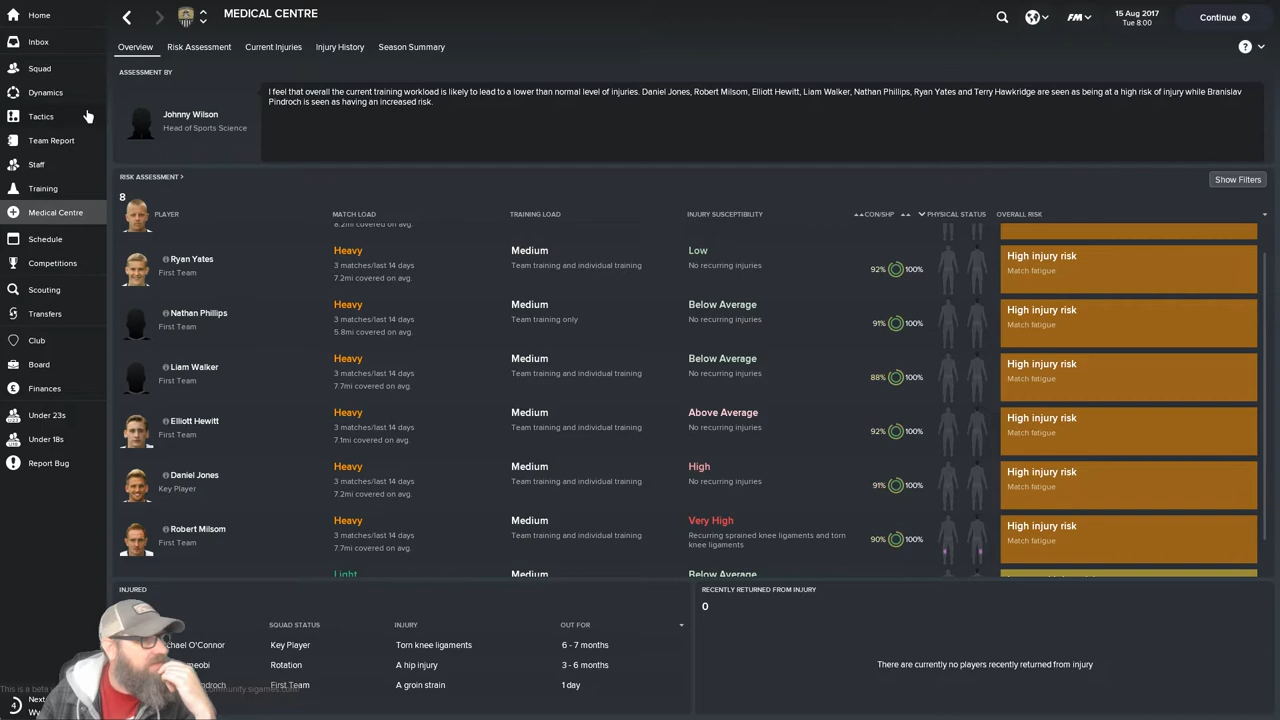 Home
MEDICAL CENTRE
15 Aug 2017
Tue 8:00
FM
Continue
Inbox
Overview
Risk Assessment
Current Injuries
Injury History
Season Summary
Squad
Dynamics
Tactics
Team Report
Staff
Training
Medical Centre
Schedule
Competitions
Scouting
Transfers
Club
Board
Finances
Under 23s
Under 18s
Report Bug
ASSESSMENT BY
Johnny Wilson
Head of Sports Science
I feel that overall the current training workload is likely to lead to a lower than normal level of injuries. Daniel Jones, Robert Milsom, Elliott Hewitt, Liam Walker, Nathan Phillips, Ryan Yates and Terry Hawkridge are seen as being at a high risk of injury while Branislav
Pindroch is seen as having an increased risk.
RISK ASSESSMENT >
Show Filters
8
PLAYER MATCH LOAD TRAINING LOAD INJURY SUSCEPTIBILITY CON/SHP PHYSICAL STATUS OVERALL RISK
8.2mi covered on avg.
Ryan Yates
First Team
Heavy
3 matches/last 14 days
7.2mi covered on avg.
Medium
Team training and individual training
Low
No recurring injuries
92% 100%
High injury risk
Match fatigue
Nathan Phillips
First Team
Heavy
3 matches/last 14 days
5.8mi covered on avg.
Medium
Team training only
Below Average
No recurring injuries
91% 100%
High injury risk
Match fatigue
Liam Walker
First Team
Heavy
3 matches/last 14 days
7.7mi covered on avg.
Medium
Team training and individual training
Below Average
No recurring injuries
88% 100%
High injury risk
Match fatigue
Elliott Hewitt
First Team
Heavy
3 matches/last 14 days
7.1mi covered on avg.
Medium
Team training and individual training
Above Average
No recurring injuries
92% 100%
High injury risk
Match fatigue
Daniel Jones
Key Player
Heavy
3 matches/last 14 days
7.2mi covered on avg.
Medium
Team training and individual training
High
No recurring injuries
91% 100%
High injury risk
Match fatigue
Robert Milsom
First Team
Heavy
3 matches/last 14 days
7.7mi covered on avg.
Medium
Team training and individual training
Very High
Recurring sprained knee ligaments and torn
knee ligaments
90% 100%
High injury risk
Match fatigue
Light Medium Below Average
INJURED
SQUAD STATUS INJURY OUT FOR
chael O'Connor Key Player Torn knee ligaments 6 - 7 months
meobi Rotation A hip injury 3 - 6 months
ndroch First Team A groin strain 1 day
RECENTLY RETURNED FROM INJURY
0
There are currently no players recently returned from injury
This is a beta
mmunity.sigames.com
4
Next